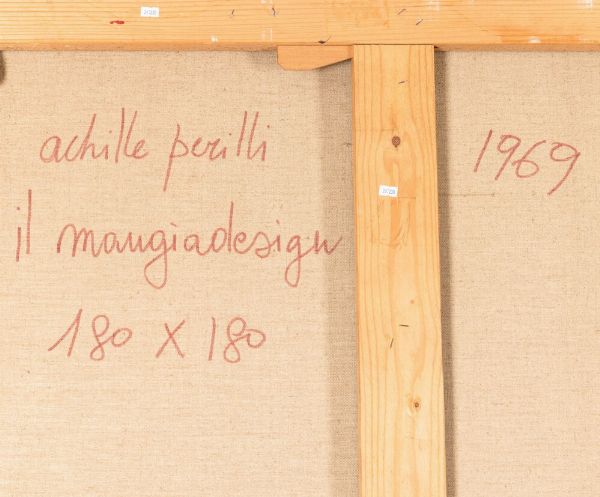 achille perilli
1969
il mangiadesign
180 x 180